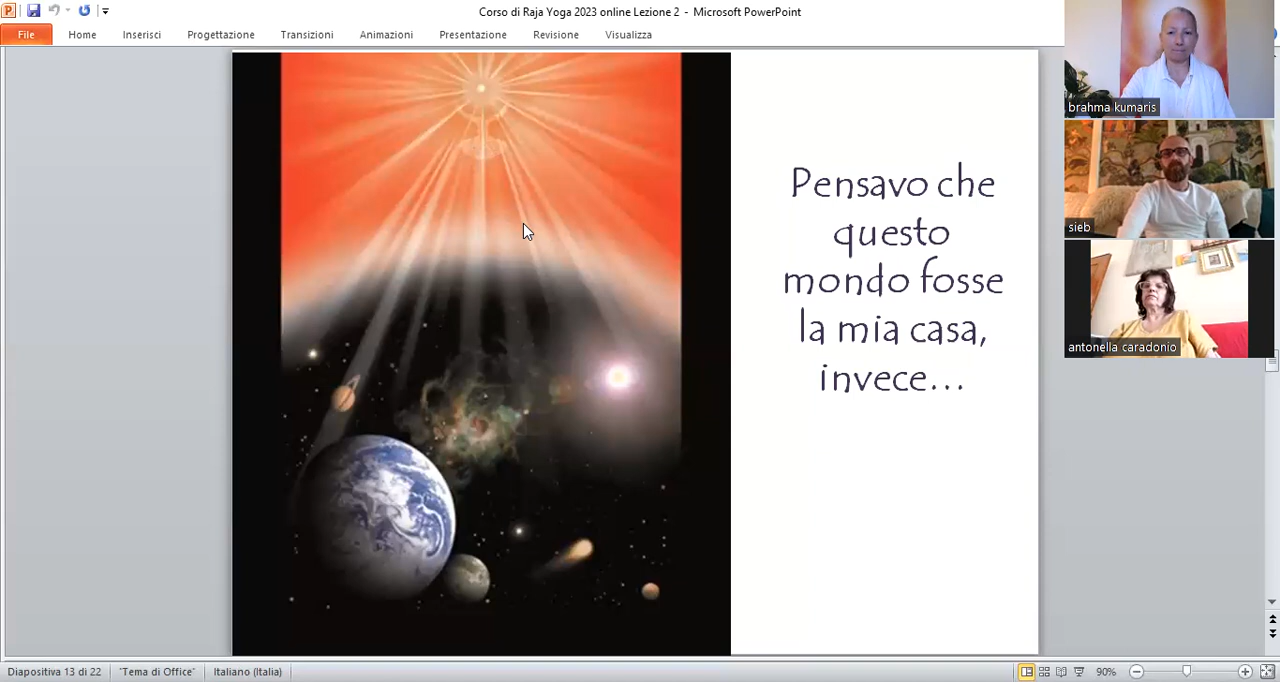 Corso di Raja Yoga 2023 online Lezione 2 - Microsoft PowerPoint
File Home Inserisci Progettazione Transizioni Animazioni Presentazione Revisione Visualizza
Pensavo che
questo
mondo fosse
la mia casa,
invece...
brahma kumaris
sieb
antonella caradonio
Diapositiva 13 di 22 "Tema di Office" Italiano (Italia) 90%